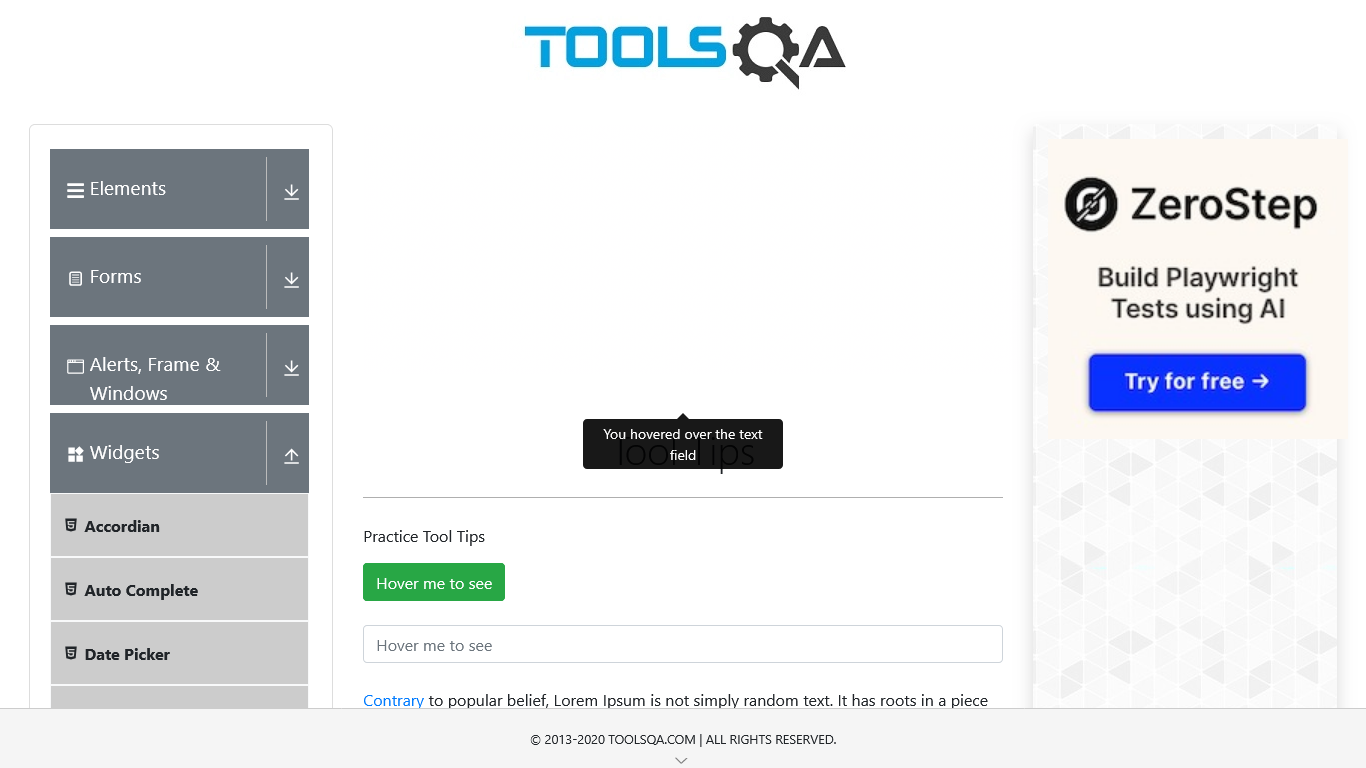 TOOLSQA
Elements
Forms
Alerts, Frame &
Windows
Widgets
Accordian
Auto Complete
Date Picker
You hovered over the text
field
Tool Tips
Practice Tool Tips
Hover me to see
Hover me to see
Contrary to popular belief, Lorem Ipsum is not simply random text. It has roots in a piece
ZeroStep
Build Playwright
Tests using AI
Try for free →
© 2013-2020 TOOLSQA.COM | ALL RIGHTS RESERVED.